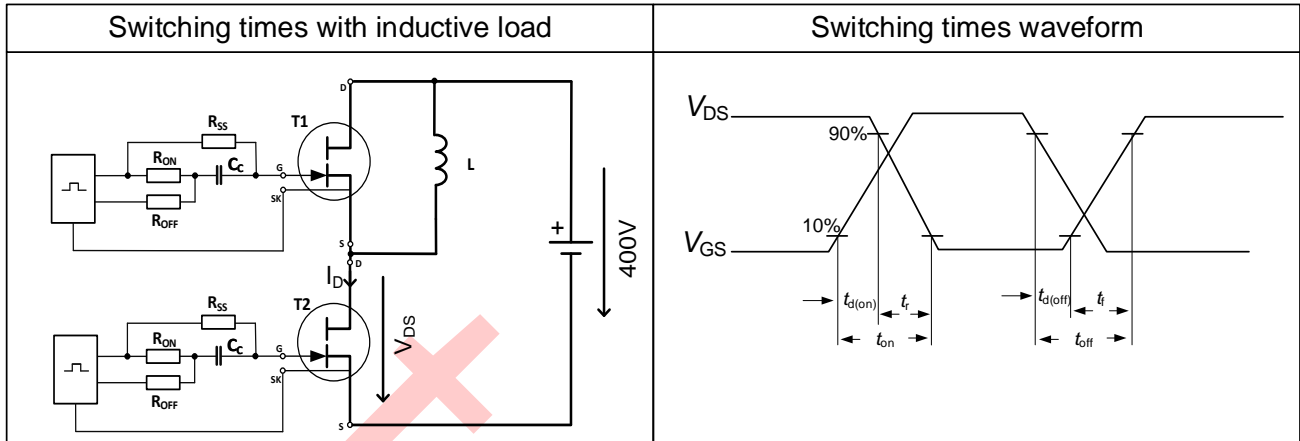 Switching times with inductive load
D
T1
RSS
RON
CC
G
ROFF
SK
L
S
D
ID
+
400V
T2
RSS
RON
CC
G
VDS
ROFF
SK
S
Switching times waveform
VDS
90%
10%
VGS
td(on) tr
ton
td(off) tf
toff